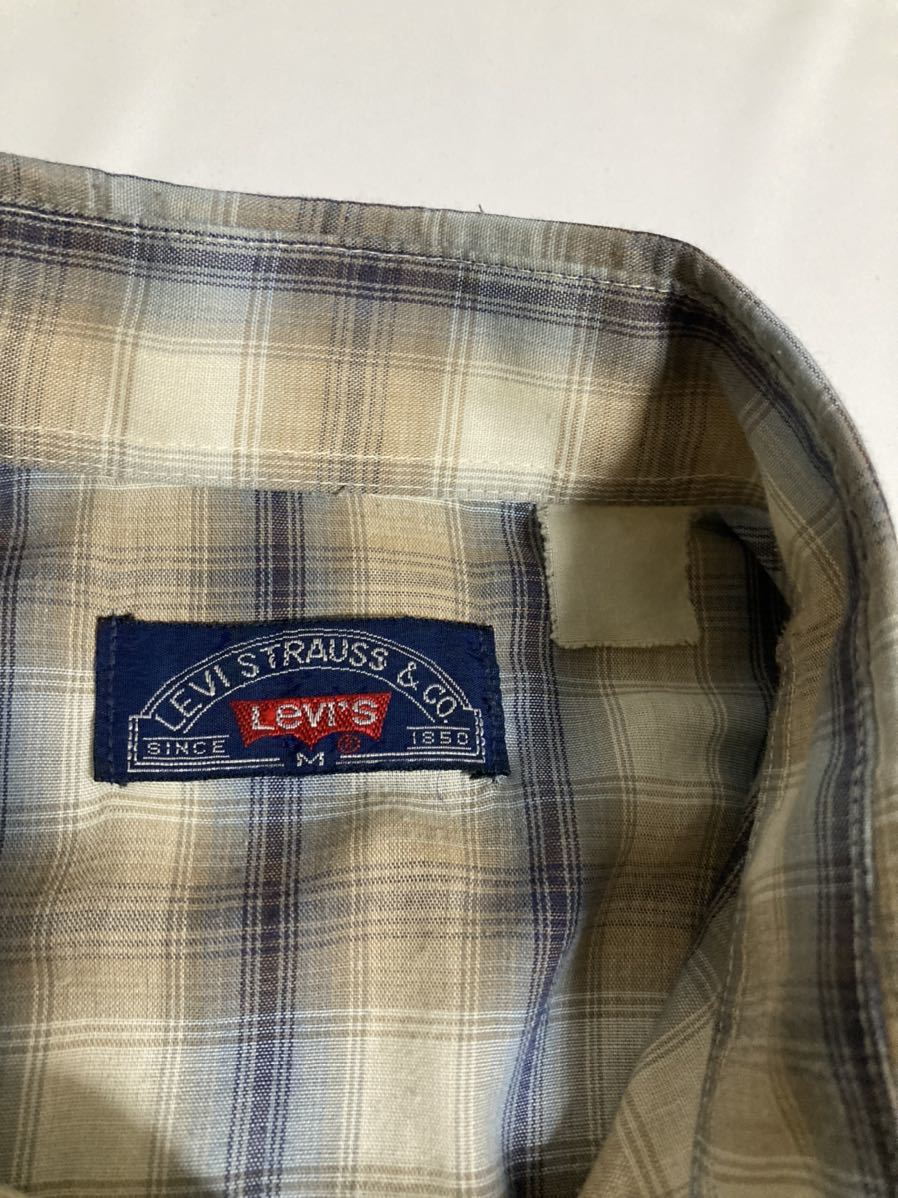 LEVI STRAUSS & CO.
LEVI'S ®
SINCE 1850
M